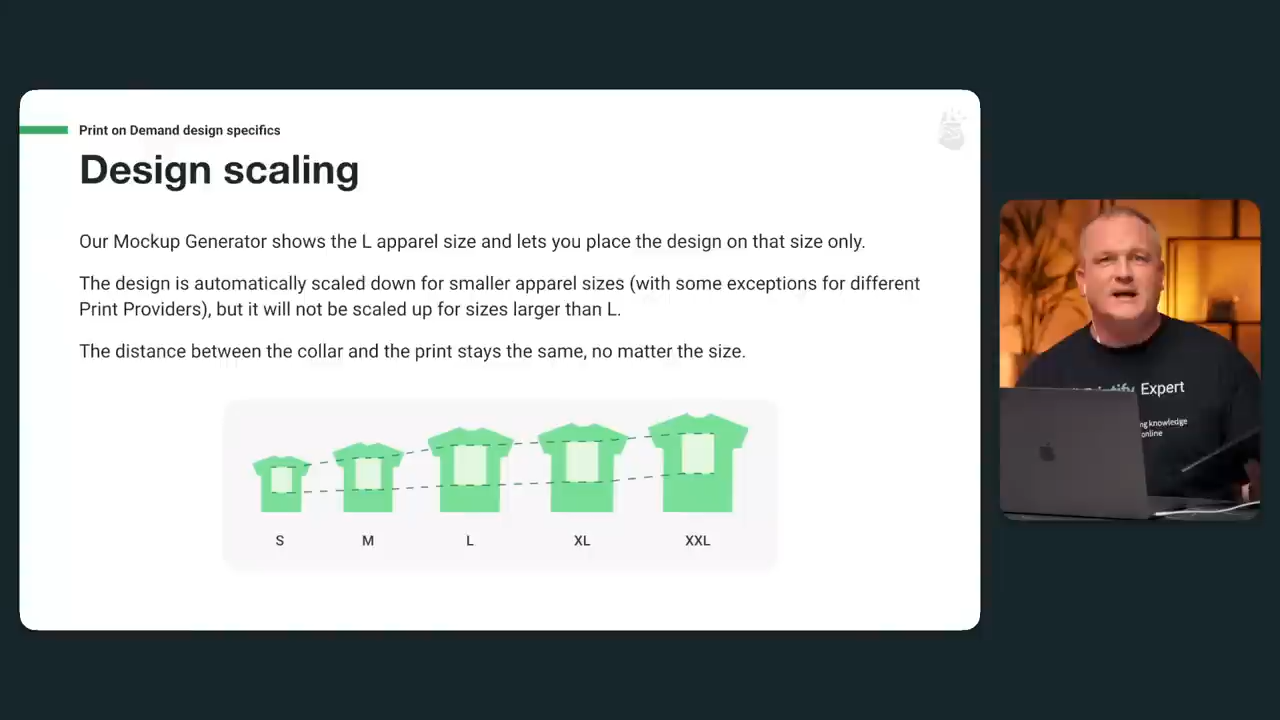 Print on Demand design specifics
Design scaling
Our Mockup Generator shows the L apparel size and lets you place the design on that size only.
The design is automatically scaled down for smaller apparel sizes (with some exceptions for different
Print Providers), but it will not be scaled up for sizes larger than L.
The distance between the collar and the print stays the same, no matter the size.
S M L XL XXL
Expert
knowledge
online